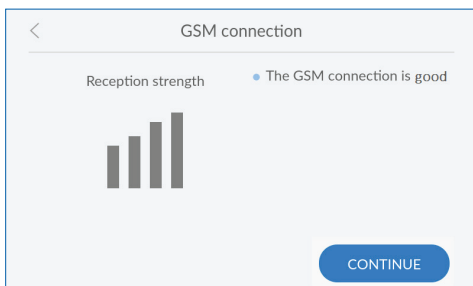 GSM connection
Reception strength
The GSM connection is good
CONTINUE